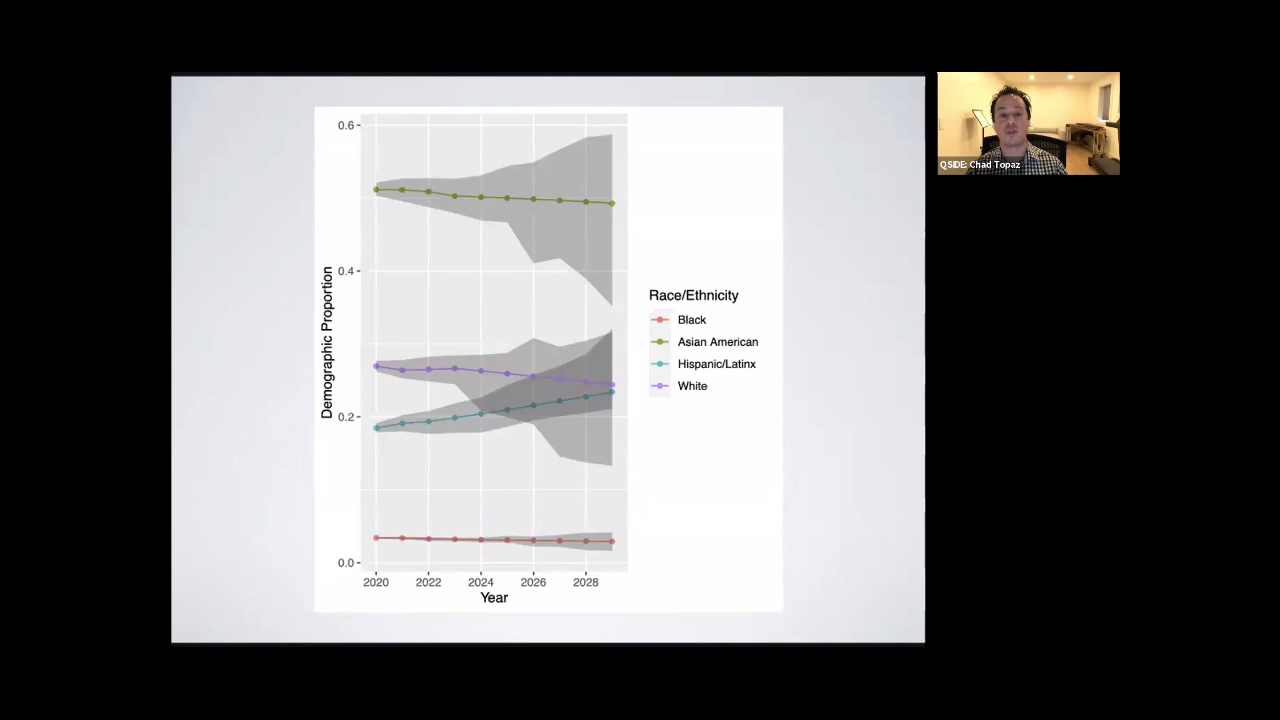 0.6
0.4
0.2
0.0
Demographic Proportion
2020 2022 2024 2026 2028
Year
Race/Ethnicity
Black
Asian American
Hispanic/Latinx
White
QSIDE: Chad Topaz